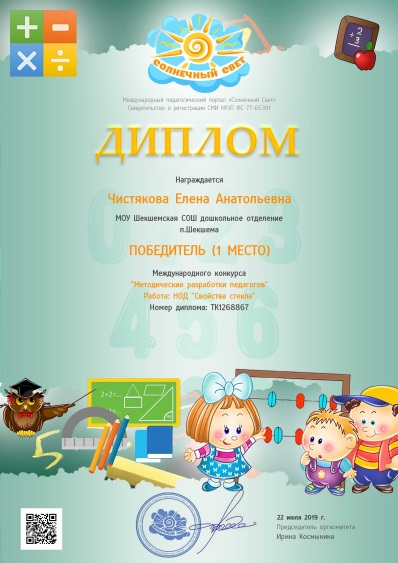 СОЛНЕЧНЫЙ СВЕТ
Международный педагогический портал «Солнечный Свет»
Свидетельство о регистрации СМИ №ЭЛ ФС 77-65391
ДИПЛОМ
Награждается
Чистякова Елена Анатольевна
МОУ Шекшемская СОШ дошкольное отделение
п.Шекшема
ПОБЕДИТЕЛЬ (1 МЕСТО)
Международного конкурса
"Методические разработки педагогов"
Работа: НОД "Свойства стекла"
Номер диплома: TK1268867
22 июля 2019 г.
Председатель оргкомитета
Ирина Космынина